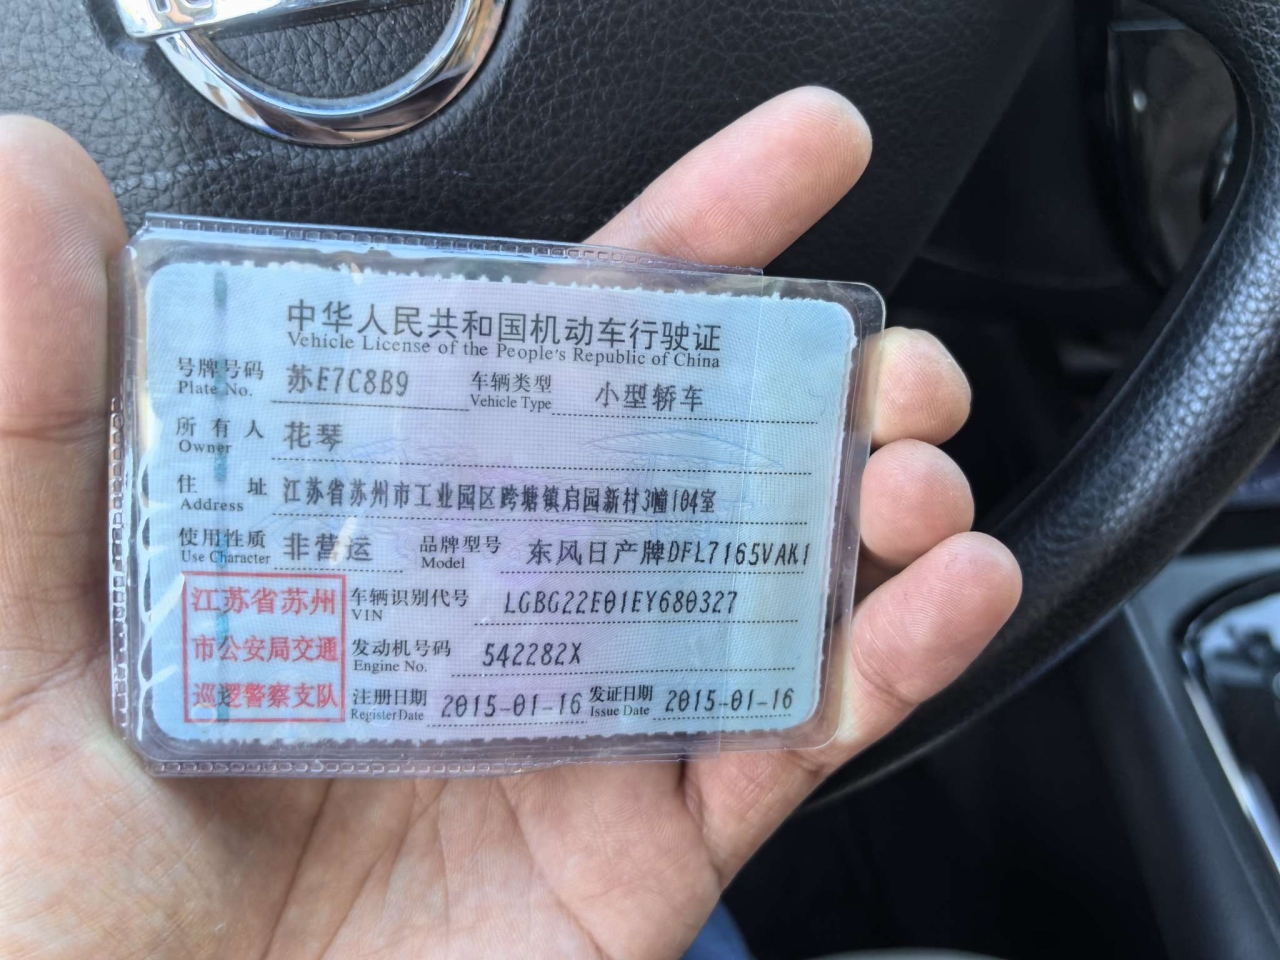 中华人民共和国机动车行驶证
Vehicle License of the People's Republic of China
号牌号码 苏E7C8B9 车辆类型 小型轿车
Plate No. Vehicle Type
所有人 花琴
Owner
住址 江苏省苏州市工业园区跨塘镇启园新村3幢104室
Address
使用性质 非营运 品牌型号 东风日产牌DFL7165VAK1
Use Character Model
江苏省苏州
市公安局交通
巡逻警察支队
车辆识别代号 LGBG22E01EY680327
VIN
发动机号码 542282X
Engine No.
注册日期 2015-01-16 发证日期 2015-01-16
Register Date Issue Date